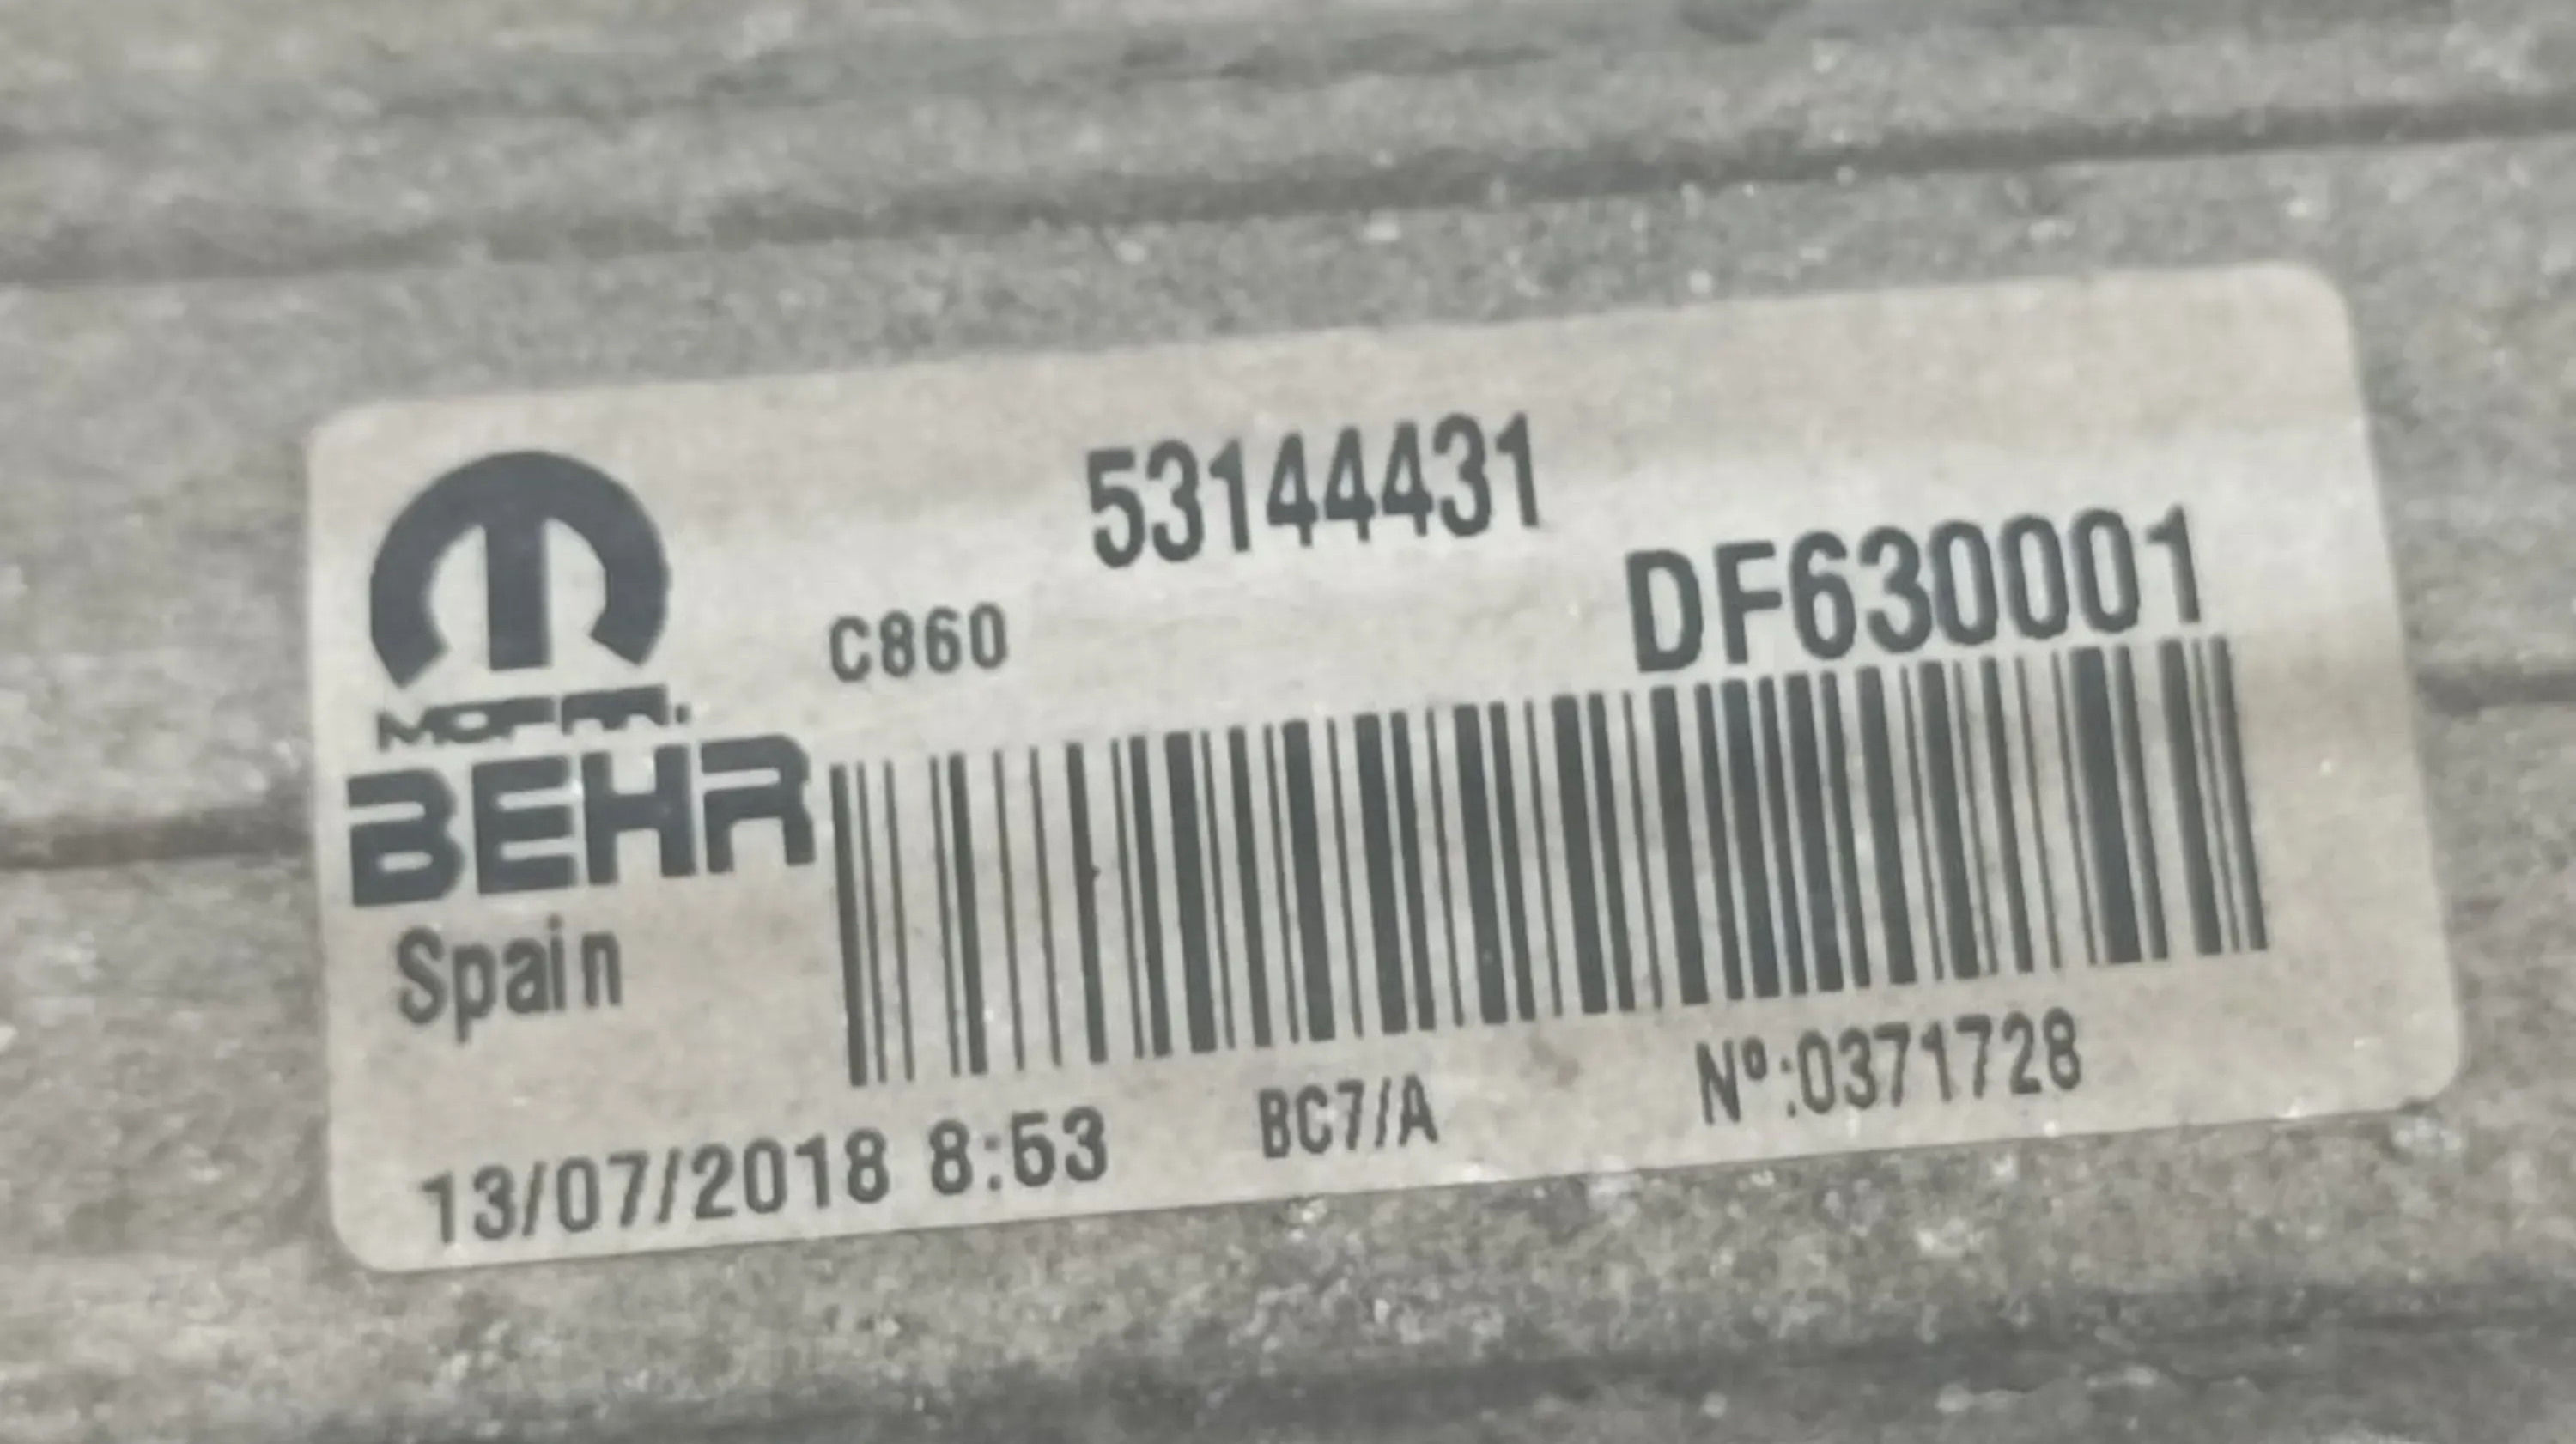 53144431
DF630001
C860
MOPAR.
BEHR
Spain
13/07/2018 8:53
BC7/A
Nº:0371728